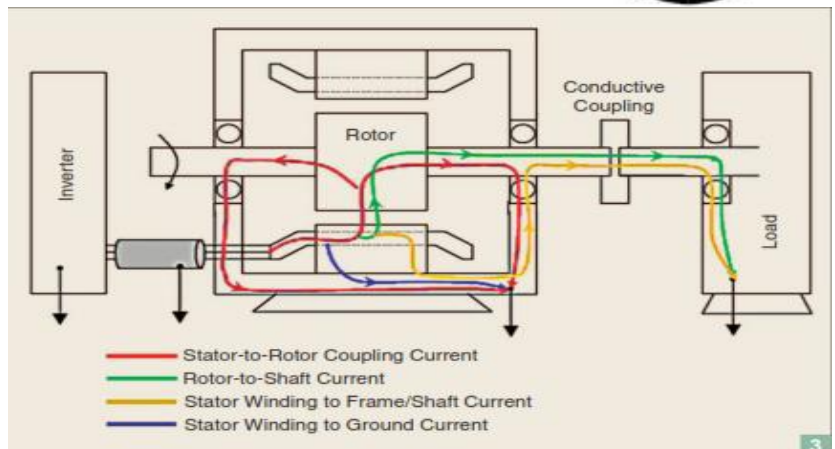 Conductive
Coupling
Rotor
Inverter
Load
Stator-to-Rotor Coupling Current
Rotor-to-Shaft Current
Stator Winding to Frame/Shaft Current
Stator Winding to Ground Current
3